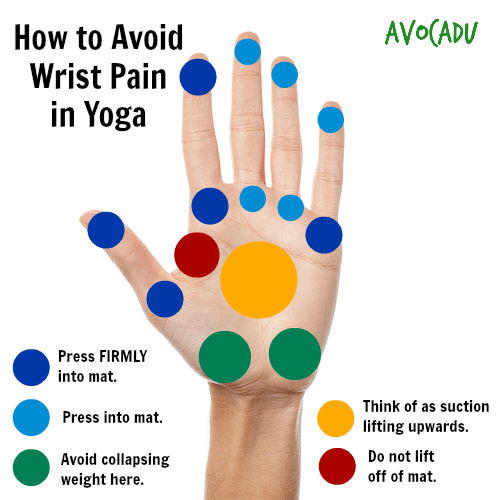 How to Avoid
Wrist Pain
in Yoga
AVOCADU
Press FIRMLY
into mat.
Press into mat.
Avoid collapsing
weight here.
Think of as suction
lifting upwards.
Do not lift
off of mat.